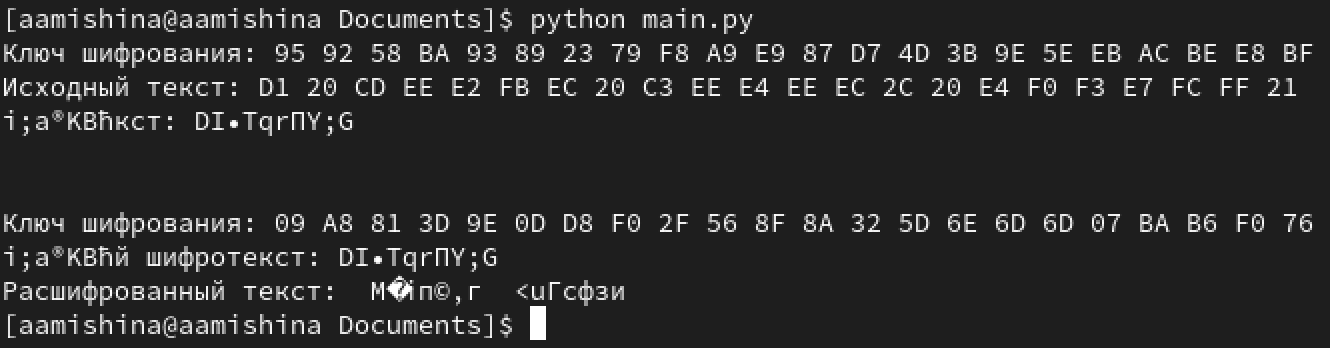 [aamishina@aamishina Documents]$ python main.py
Ключ шифрования: 95 92 58 BA 93 89 23 79 F8 A9 E9 87 D7 4D 3B 9E 5E EB AC BE E8 BF
Исходный текст: D1 20 CD EE E2 FB EC 20 C3 EE E4 EE EC 2C 20 E4 F0 F3 E7 FC FF 21
i;a®KBħкст: DI•TqrПY;G
Ключ шифрования: 09 A8 81 3D 9E 0D D8 F0 2F 56 8F 8A 32 5D 6E 6D 6D 07 BA B6 F0 76
i;a®KBħй шифротекст: DI•TqrПY;G
Расшифрованный текст: М�iп©,г <uГсфзи
[aamishina@aamishina Documents]$